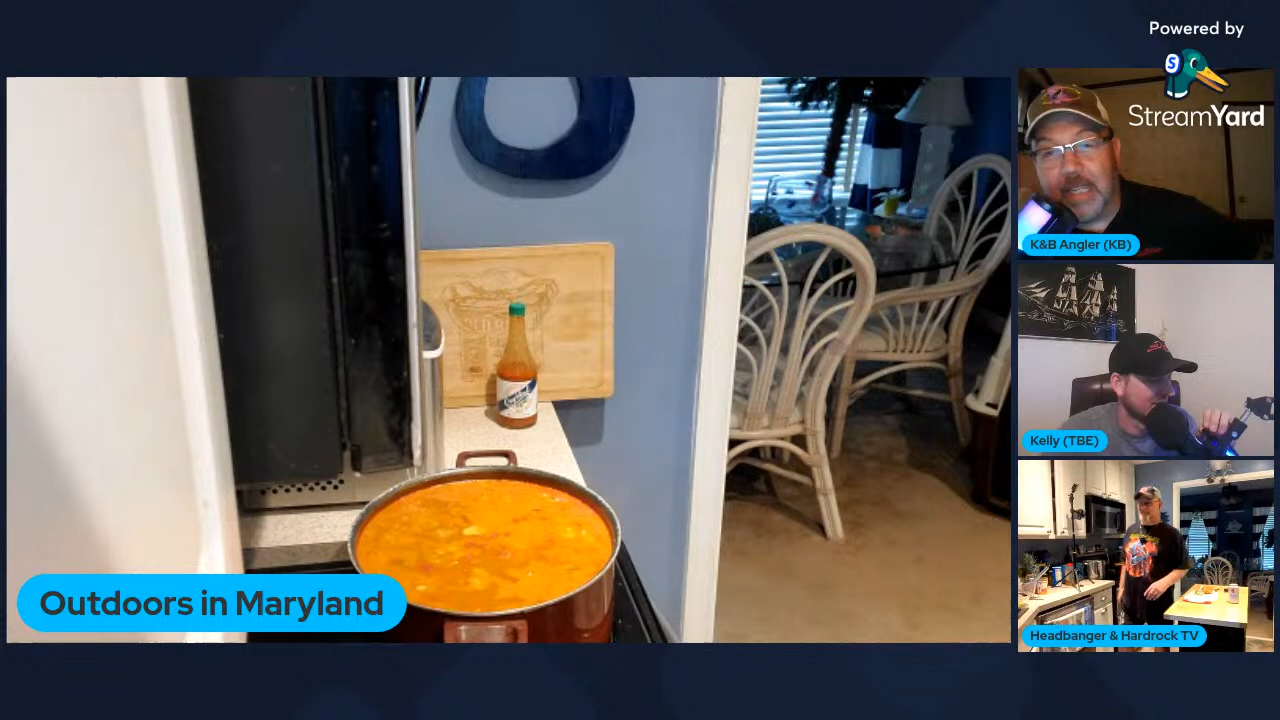 Powered by
S
StreamYard
K&B Angler (KB)
Kelly (TBE)
Outdoors in Maryland
Headbanger & Hardrock TV